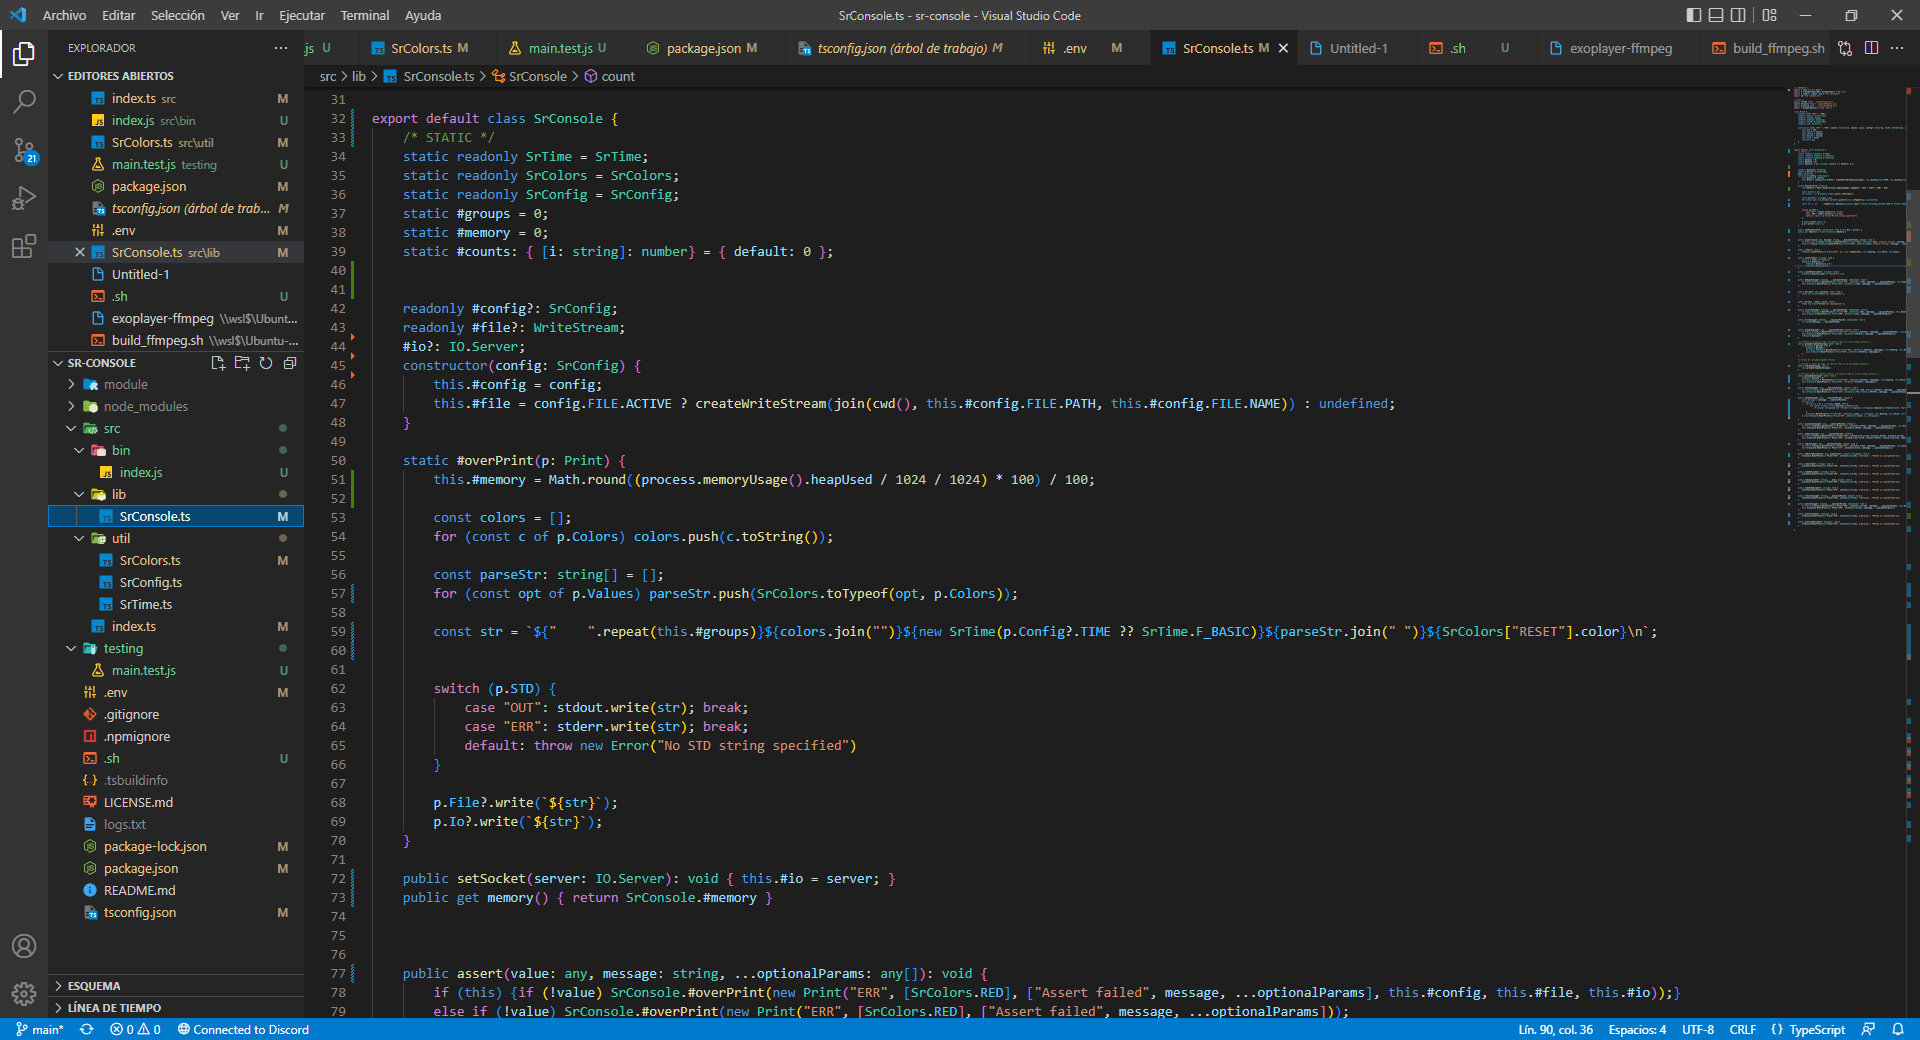 Archivo Editar Selección Ver Ir Ejecutar Terminal Ayuda
SrConsole.ts - sr-console - Visual Studio Code
EXPLORADOR
.js U SrColors.ts M main.test.js U package.json M tsconfig.json (árbol de trabajo) M .env M SrConsole.ts M Untitled-1 .sh U exoplayer-ffmpeg build_ffmpeg.sh
EDITORES ABIERTOS
index.ts src M
index.js src\bin U
SrColors.ts src\util M
main.test.js testing U
package.json M
tsconfig.json (árbol de trab... M
.env M
SrConsole.ts src\lib M
Untitled-1
.sh U
exoplayer-ffmpeg \\wsl$\Ubunt...
build_ffmpeg.sh \\wsl$\Ubuntu-...
SR-CONSOLE
module
node_modules
src
bin
index.js U
lib
SrConsole.ts M
util
SrColors.ts M
SrConfig.ts
SrTime.ts
index.ts M
testing
main.test.js U
.env M
.gitignore
.npmignore
.sh U
.tsbuildinfo
LICENSE.md
logs.txt
package-lock.json M
package.json M
README.md
tsconfig.json M
ESQUEMA
LÍNEA DE TIEMPO
21
src > lib > SrConsole.ts > SrConsole > count
31
32 export default class SrConsole {
33 /* STATIC */
34 static readonly SrTime = SrTime;
35 static readonly SrColors = SrColors;
36 static readonly SrConfig = SrConfig;
37 static #groups = 0;
38 static #memory = 0;
39 static #counts: { [i: string]: number} = { default: 0 };
40
41
42 readonly #config?: SrConfig;
43 readonly #file?: WriteStream;
44 #io?: IO.Server;
45 constructor(config: SrConfig) {
46 this.#config = config;
47 this.#file = config.FILE.ACTIVE ? createWriteStream(join(cwd(), this.#config.FILE.PATH, this.#config.FILE.NAME)) : undefined;
48 }
49
50 static #overPrint(p: Print) {
51 this.#memory = Math.round((process.memoryUsage().heapUsed / 1024 / 1024) * 100) / 100;
52
53 const colors = [];
54 for (const c of p.Colors) colors.push(c.toString());
55
56 const parseStr: string[] = [];
57 for (const opt of p.Values) parseStr.push(SrColors.toTypeof(opt, p.Colors));
58
59 const str = `${"    ".repeat(this.#groups)}${colors.join("")}${new SrTime(p.Config?.TIME ?? SrTime.F_BASIC)}${parseStr.join(" ")}${SrColors["RESET"].color}\n`;
60
61
62 switch (p.STD) {
63 case "OUT": stdout.write(str); break;
64 case "ERR": stderr.write(str); break;
65 default: throw new Error("No STD string specified")
66 }
67
68 p.File?.write(`${str}`);
69 p.Io?.write(`${str}`);
70 }
71
72 public setSocket(server: IO.Server): void { this.#io = server; }
73 public get memory() { return SrConsole.#memory }
74
75
76
77 public assert(value: any, message: string, ...optionalParams: any[]): void {
78 if (this) {if (!value) SrConsole.#overPrint(new Print("ERR", [SrColors.RED], ["Assert failed", message, ...optionalParams], this.#config, this.#file, this.#io));}
79 else if (!value) SrConsole.#overPrint(new Print("ERR", [SrColors.RED], ["Assert failed", message, ...optionalParams]));
main* 0 0 Connected to Discord
Lín. 90, col. 36 Espacios: 4 UTF-8 CRLF {} TypeScript